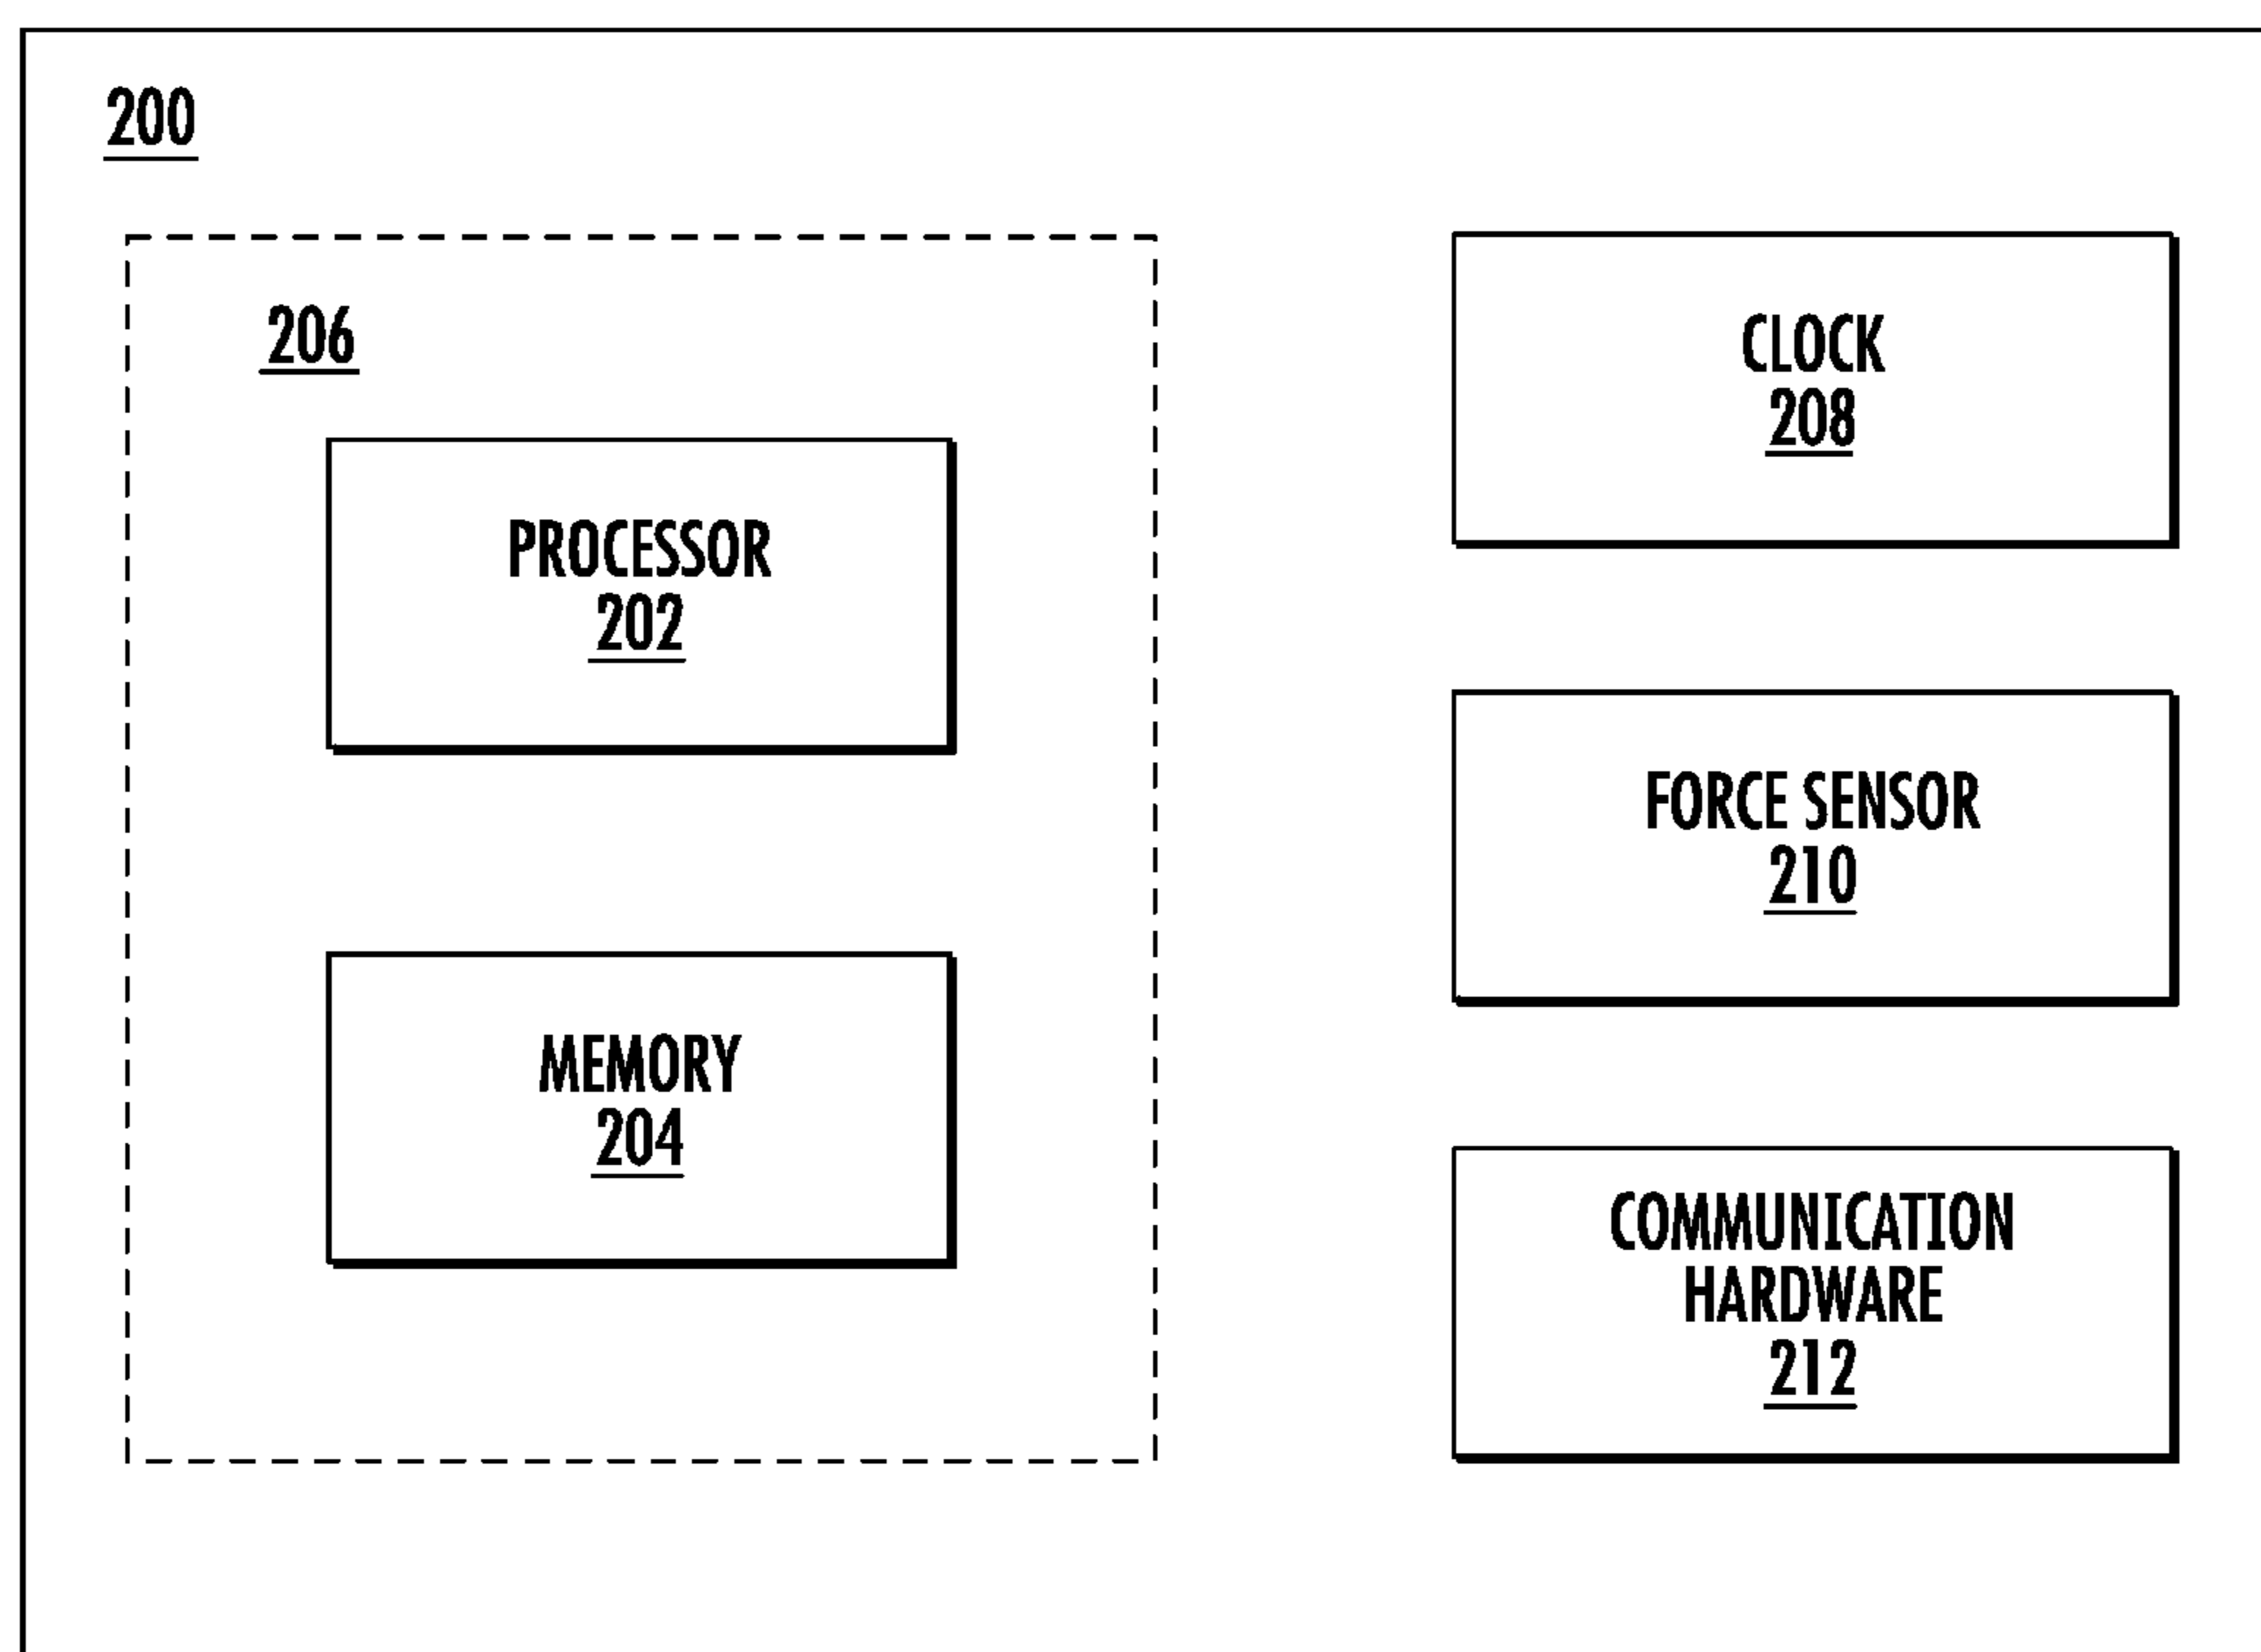 200
206
PROCESSOR
202
MEMORY
204
CLOCK
208
FORCE SENSOR
210
COMMUNICATION
HARDWARE
212